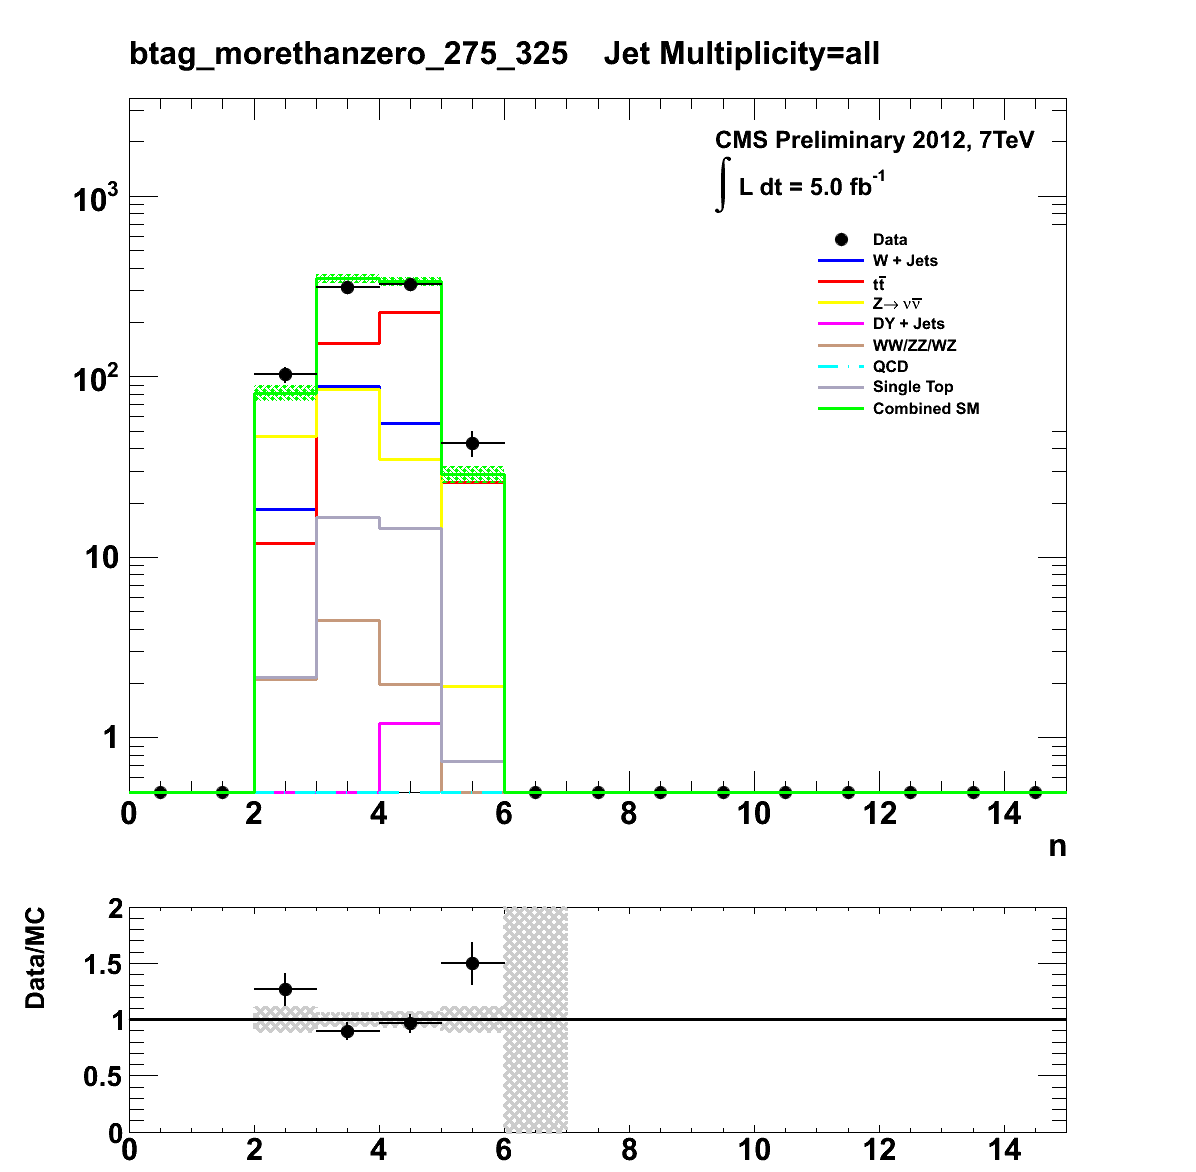 btag_morethanzero_275_325 Jet Multiplicity=all
CMS Preliminary 2012, 7TeV
∫ L dt = 5.0 fb⁻¹
Data
W + Jets
tt̅
Z→ νν̅
DY + Jets
WW/ZZ/WZ
QCD
Single Top
Combined SM
10³
10²
10
1
0 2 4 6 8 10 12 14
n
Data/MC
2
1.5
1
0.5
0
0 2 4 6 8 10 12 14